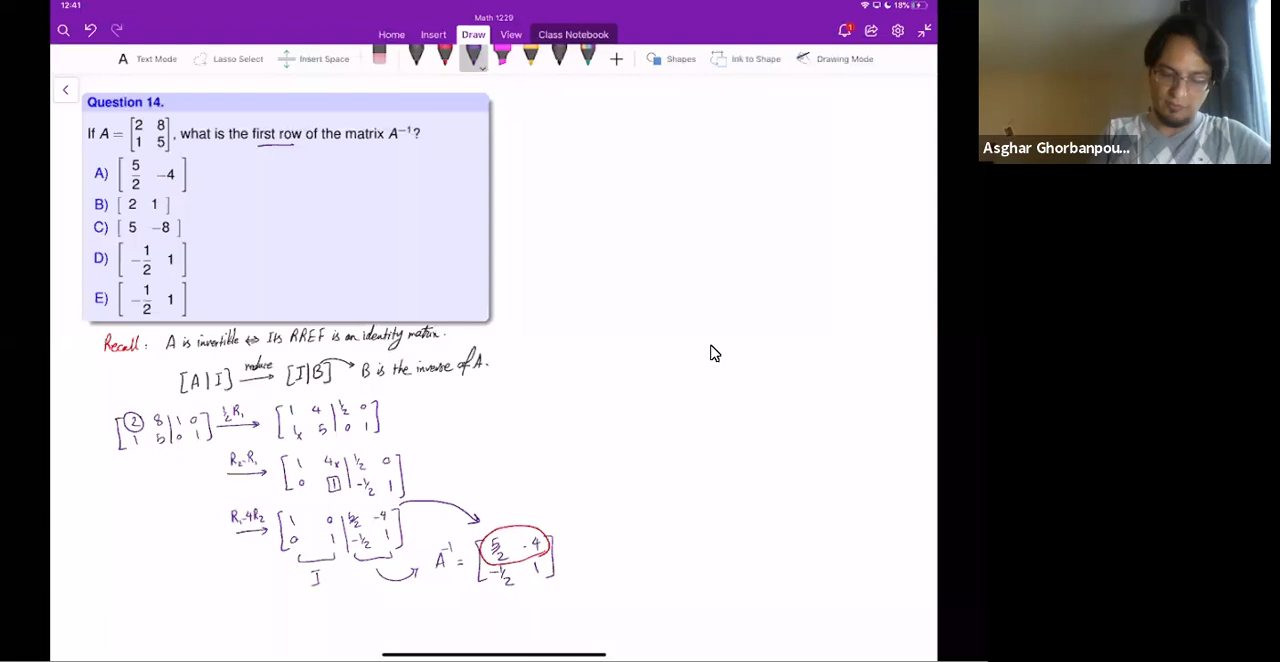 12:41
18%
Math 1229
Home Insert Draw View Class Notebook
1
A Text Mode Lasso Select Insert Space + Shapes Ink to Shape Drawing Mode
Asghar Ghorbanpou...
Question 14.
If A = [2 8; 1 5], what is the first row of the matrix A⁻¹?
A) [5/2 -4]
B) [2 1]
C) [5 -8]
D) [-1/2 1]
E) [-1/2 1]
Recall: A is invertible ⇔ Its RREF is an identity matrix.
[A|I] reduce → [I|B] → B is the inverse of A.
[2 8 | 1 0; 1 5 | 0 1] ½R₁ → [1 4 | ½ 0; 1 5 | 0 1]
R₂-R₁ → [1 4 | ½ 0; 0 1 | -½ 1]
R₁-4R₂ → [1 0 | 5/2 -4; 0 1 | -½ 1]
I
A⁻¹ = [5/2 -4; -½ 1]